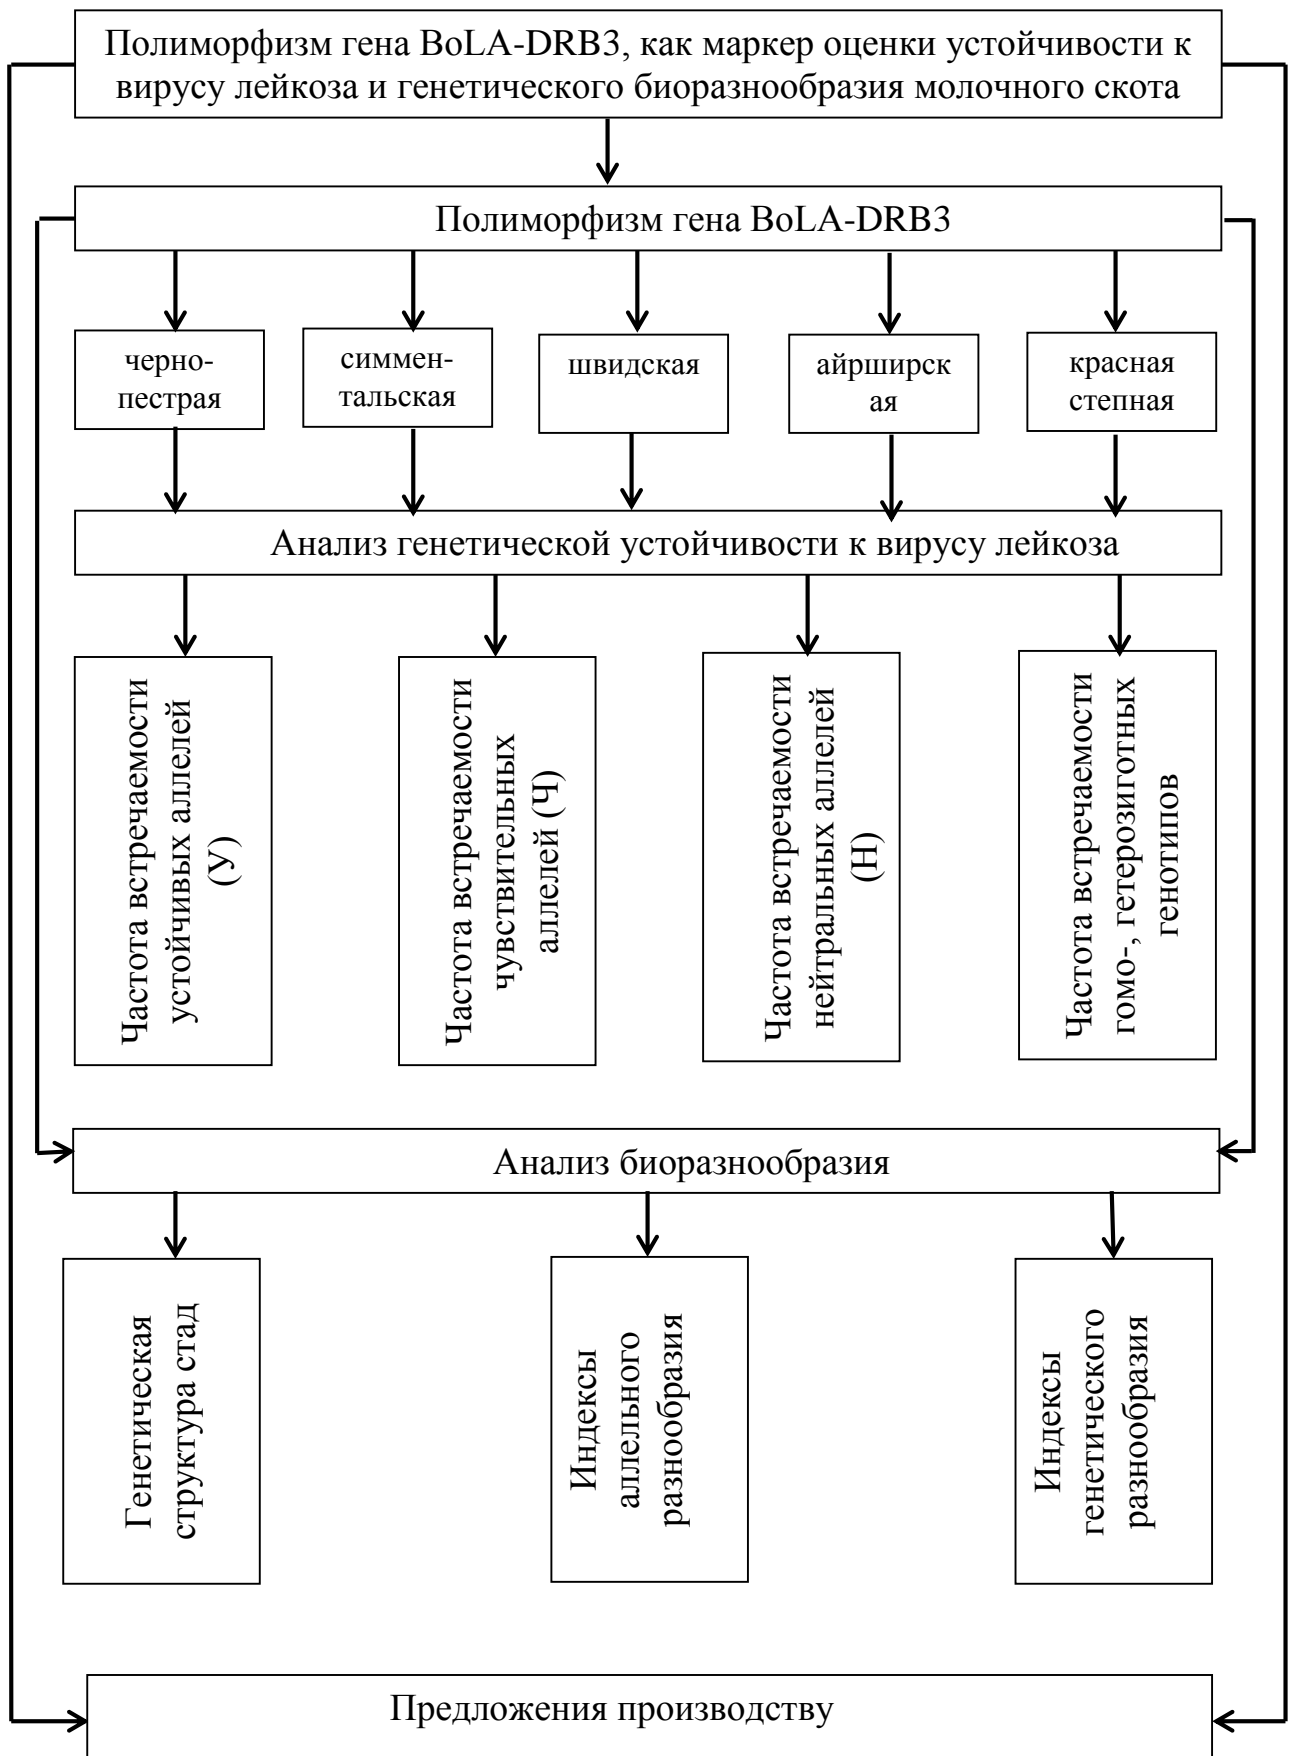 Полиморфизм гена BoLA-DRB3, как маркер оценки устойчивости к
вирусу лейкоза и генетического биоразнообразия молочного скота
Полиморфизм гена BoLA-DRB3
черно-
пестрая
симмен-
тальская
швидская
айрширск
ая
красная
степная
Анализ генетической устойчивости к вирусу лейкоза
Частота встречаемости
устойчивых аллелей
(У)
Частота встречаемости
чувствительных
аллелей (Ч)
Частота встречаемости
нейтральных аллелей
(Н)
Частота встречаемости
гомо-, гетерозиготных
генотипов
Анализ биоразнообразия
Генетическая
структура стад
Индексы
аллельного
разнообразия
Индексы
генетического
разнообразия
Предложения производству